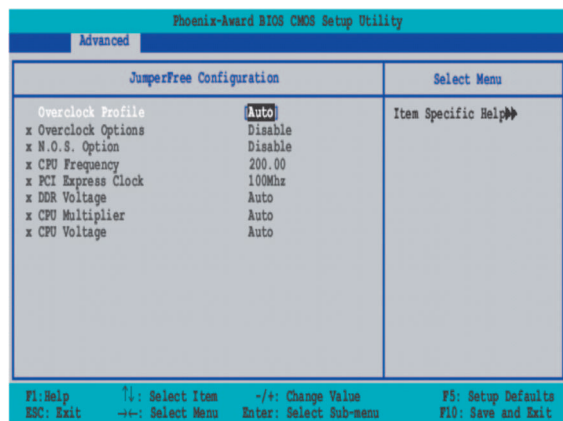 Phoenix-Award BIOS CMOS Setup Utility
Advanced
JumperFree Configuration
Select Menu
Overclock Profile [Auto]
Item Specific Help
x Overclock Options Disable
x N.O.S. Option Disable
x CPU Frequency 200.00
x PCI Express Clock 100Mhz
x DDR Voltage Auto
x CPU Multiplier Auto
x CPU Voltage Auto
F1:Help ↑↓: Select Item -/+: Change Value F5: Setup Defaults
ESC: Exit →←: Select Menu Enter: Select Sub-menu F10: Save and Exit